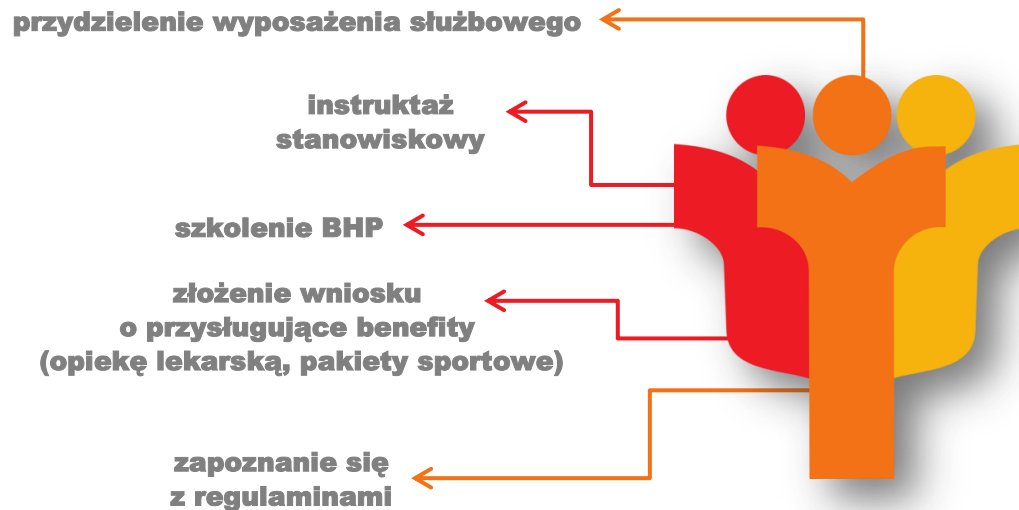 przydzielenie wyposażenia służbowego
instruktaż
stanowiskowy
szkolenie BHP
złożenie wniosku
o przysługujące benefity
(opiekę lekarską, pakiety sportowe)
zapoznanie się
z regulaminami